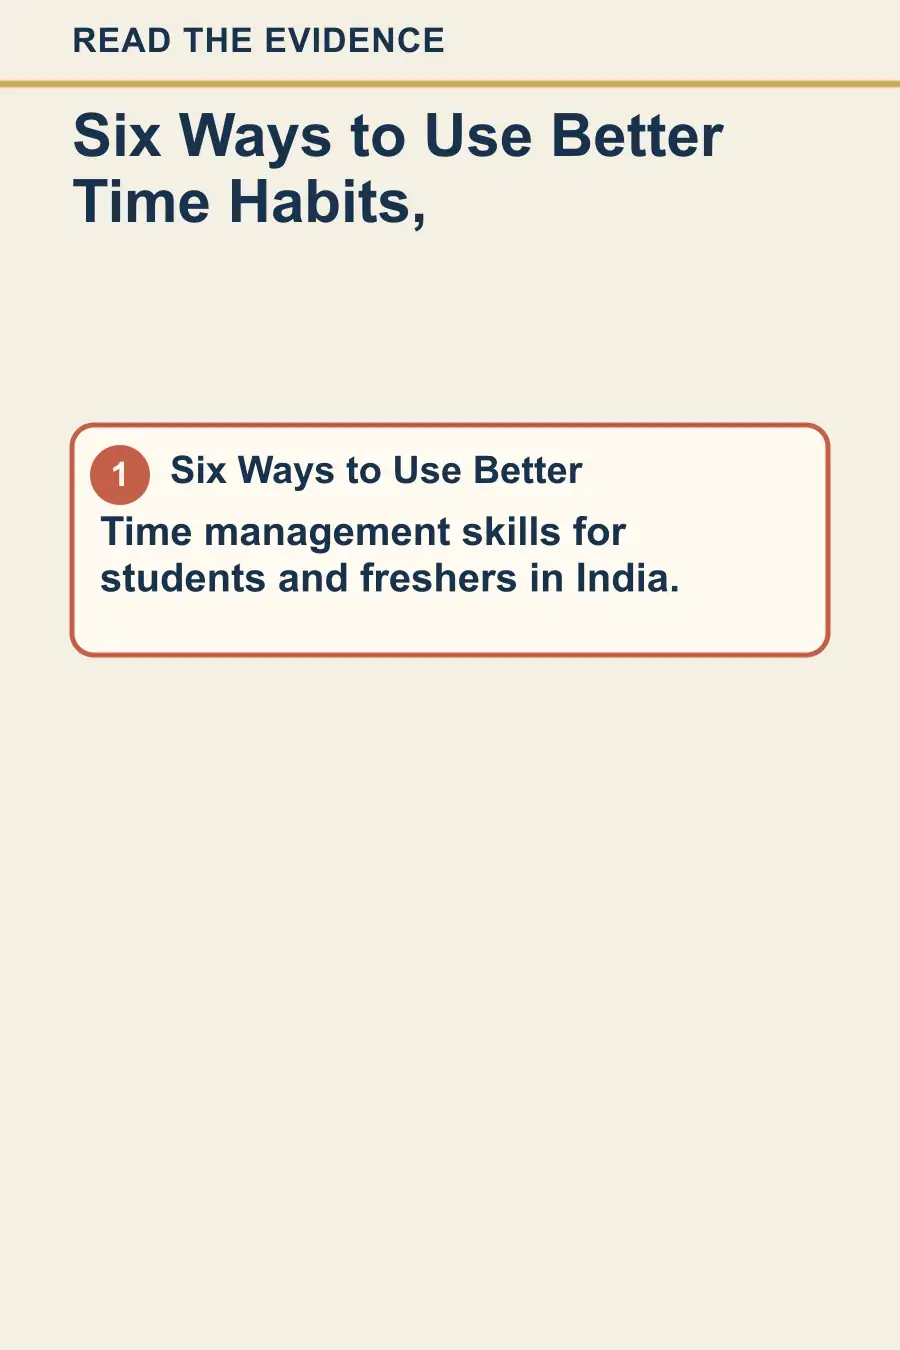 READ THE EVIDENCE
Six Ways to Use Better
Time Habits,
1 Six Ways to Use Better
Time management skills for
students and freshers in India.